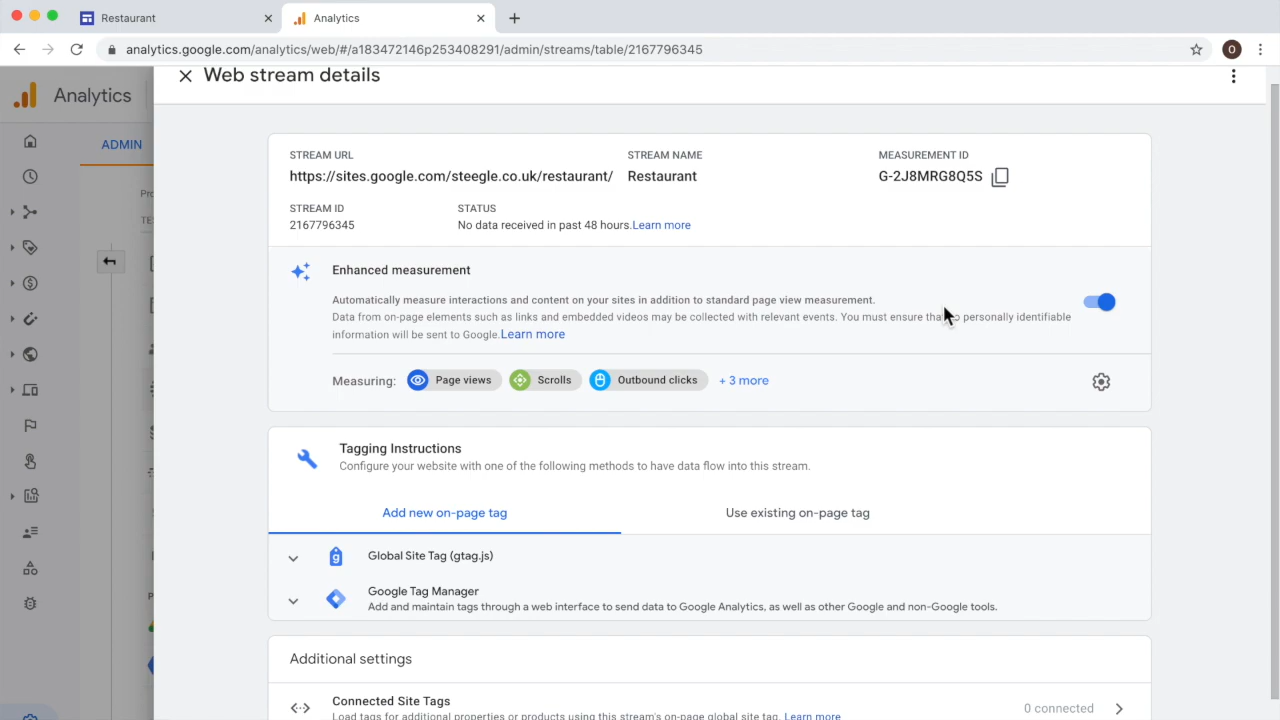 Restaurant
Analytics
analytics.google.com/analytics/web/#/a183472146p253408291/admin/streams/table/2167796345
O
Web stream details
Analytics
ADMIN
STREAM URL
STREAM NAME
MEASUREMENT ID
https://sites.google.com/steegle.co.uk/restaurant/
Restaurant
G-2J8MRG8Q5S
STREAM ID
STATUS
2167796345
No data received in past 48 hours.Learn more
Enhanced measurement
Automatically measure interactions and content on your sites in addition to standard page view measurement.
Data from on-page elements such as links and embedded videos may be collected with relevant events. You must ensure that no personally identifiable
information will be sent to Google.Learn more
Measuring:
Page views
Scrolls
Outbound clicks
+ 3 more
Tagging Instructions
Configure your website with one of the following methods to have data flow into this stream.
Add new on-page tag
Use existing on-page tag
Global Site Tag (gtag.js)
Google Tag Manager
Add and maintain tags through a web interface to send data to Google Analytics, as well as other Google and non-Google tools.
Additional settings
Connected Site Tags
0 connected
Load tags for additional properties or products using this stream's on-page global site tag. Learn more